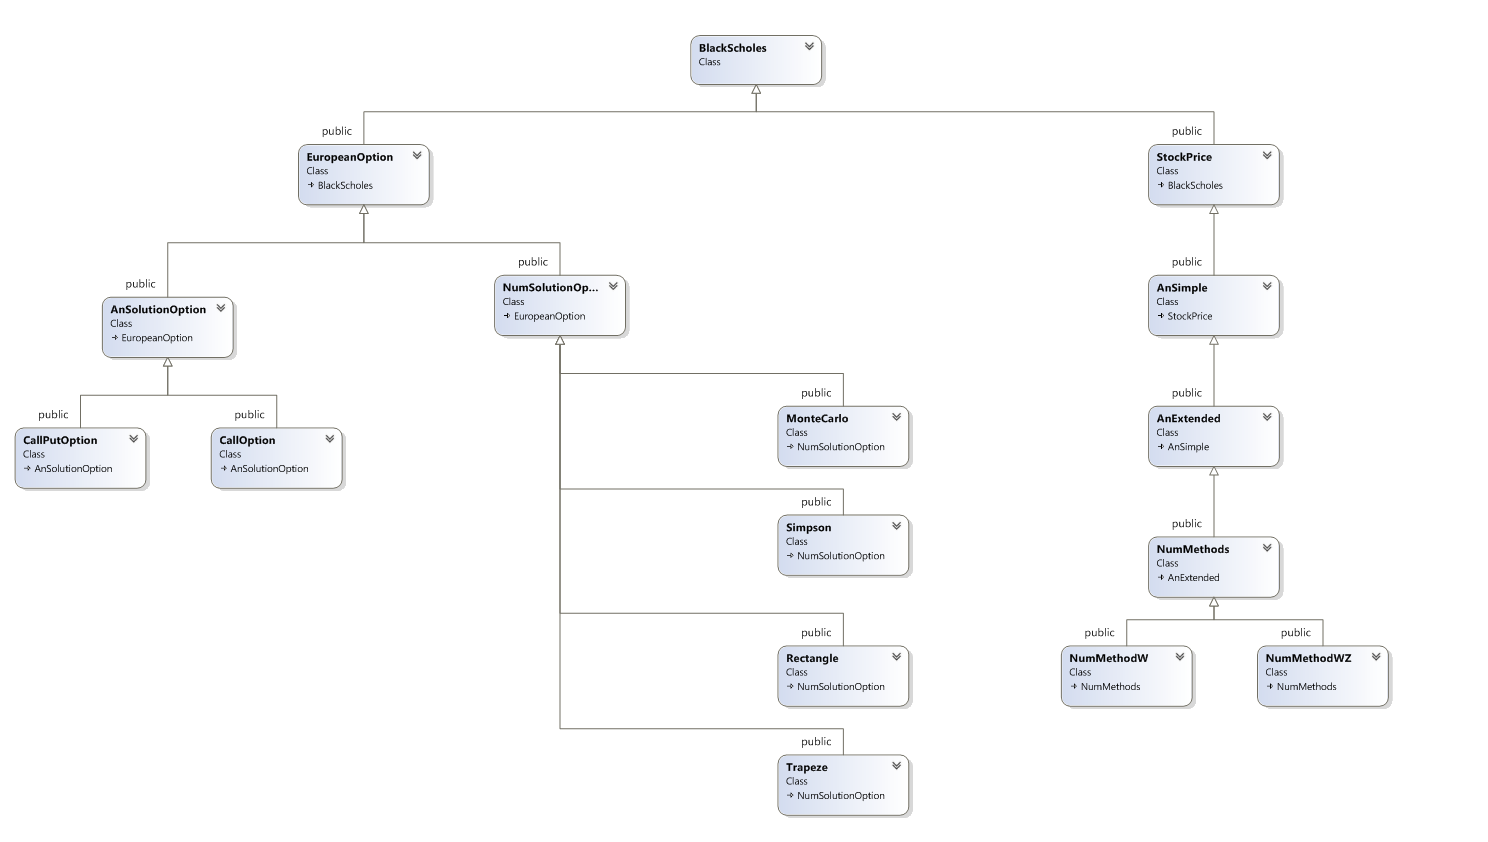 BlackScholes
Class
public
EuropeanOption
Class
BlackScholes
public
StockPrice
Class
BlackScholes
public
AnSolutionOption
Class
EuropeanOption
public
NumSolutionOp...
Class
EuropeanOption
public
AnSimple
Class
StockPrice
public
CallPutOption
Class
AnSolutionOption
public
CallOption
Class
AnSolutionOption
public
MonteCarlo
Class
NumSolutionOption
public
AnExtended
Class
AnSimple
public
Simpson
Class
NumSolutionOption
public
NumMethods
Class
AnExtended
public
Rectangle
Class
NumSolutionOption
public
NumMethodW
Class
NumMethods
public
NumMethodWZ
Class
NumMethods
public
Trapeze
Class
NumSolutionOption